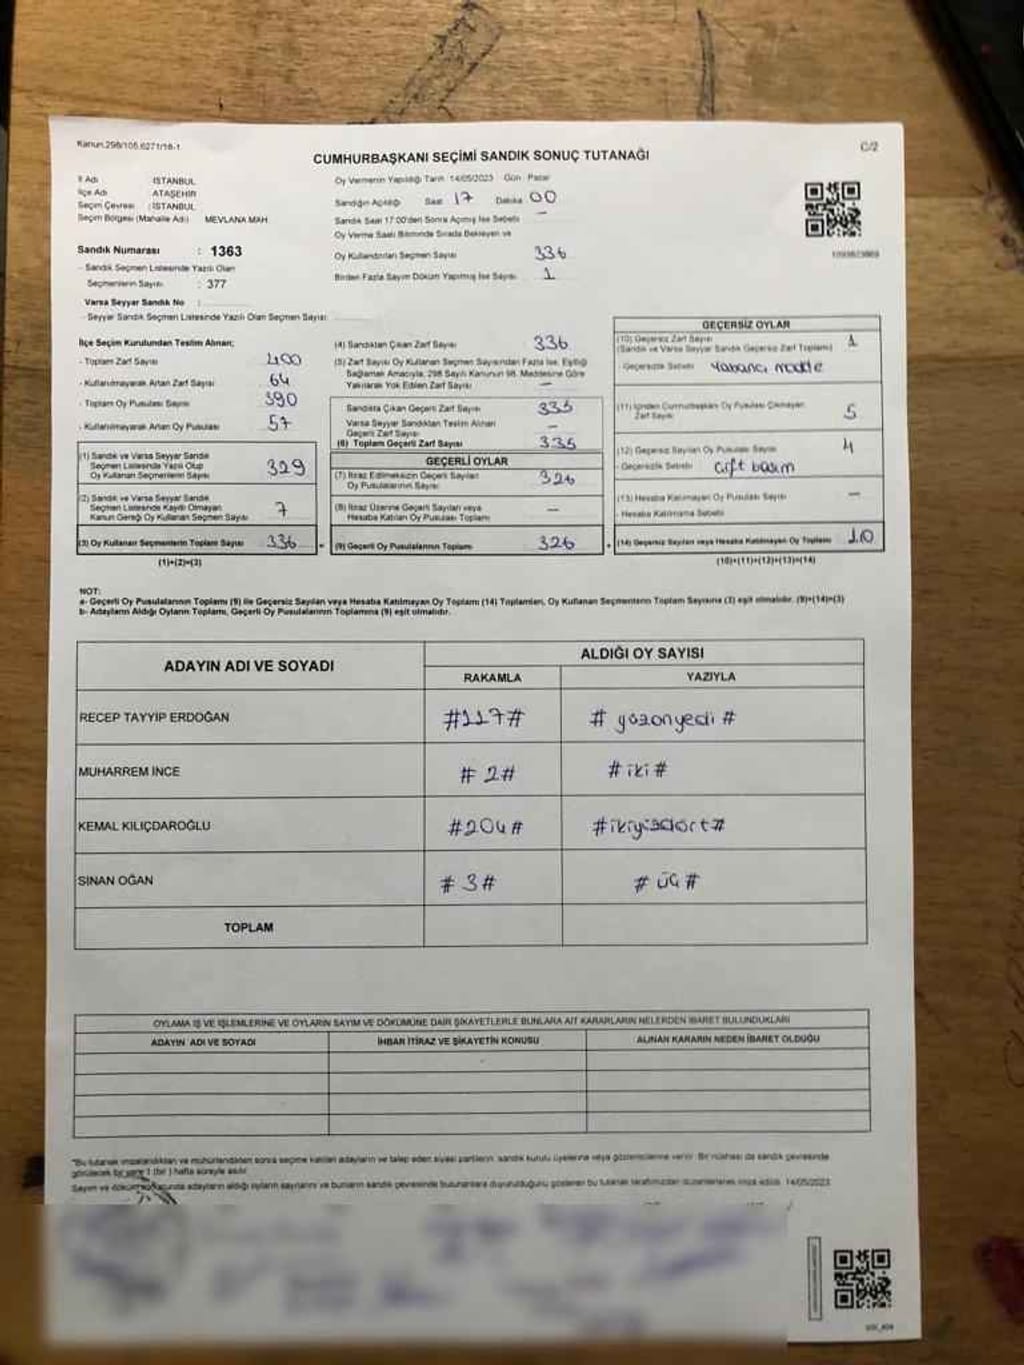 Kanun.298/105,6271/16-1
C/2
CUMHURBAŞKANI SEÇİMİ SANDIK SONUÇ TUTANAĞI
İl Adı : İSTANBUL
İlçe Adı : ATAŞEHİR
Seçim Çevresi : İSTANBUL
Seçim Bölgesi (Mahalle Adı) MEVLANA MAH
Sandık Numarası : 1363
- Sandık Seçmen Listesinde Yazılı Olan
Seçmenlerin Sayısı : 377
Varsa Seyyar Sandık No :
- Seyyar Sandık Seçmen Listesinde Yazılı Olan Seçmen Sayısı
Oy Vermenin Yapıldığı Tarih 14/05/2023 Gün Pazar
Sandığın Açıldığı Saat 17 Dakika 00
Sandık Saat 17:00'den Sonra Açılmış İse Sebebi —
Oy Verme Saati Bitiminde Sırada Bekleyen ve
Oy Kullandırılan Seçmen Sayısı 336
Birden Fazla Sayım Döküm Yapılmış İse Sayısı 1
İlçe Seçim Kurulundan Teslim Alınan;
- Toplam Zarf Sayısı 400
- Kullanılmayarak Artan Zarf Sayısı 64
- Toplam Oy Pusulası Sayısı 390
- Kullanılmayarak Artan Oy Pusulası 57
(1) Sandık ve Varsa Seyyar Sandık
Seçmen Listesinde Yazılı Olup
Oy Kullanan Seçmenlerin Sayısı 329
(2) Sandık ve Varsa Seyyar Sandık
Seçmen Listesinde Kayıtlı Olmayan
Kanun Gereği Oy Kullanan Seçmen Sayısı 7
(3) Oy Kullanan Seçmenlerin Toplam Sayısı 336
(1)+(2)=(3)
(4) Sandıktan Çıkan Zarf Sayısı 336
(5) Zarf Sayısı Oy Kullanan Seçmen Sayısından Fazla İse, Eşitliği
Sağlamak Amacıyla, 298 Sayılı Kanunun 98. Maddesine Göre
Yakılarak Yok Edilen Zarf Sayısı —
Sandıkta Çıkan Geçerli Zarf Sayısı 335
Varsa Seyyar Sandıktan Teslim Alınan
Geçerli Zarf Sayısı —
(6) Toplam Geçerli Zarf Sayısı 335
GEÇERLİ OYLAR
(7) İtiraz Edilmeksizin Geçerli Sayılan
Oy Pusulalarının Sayısı 326
(8) İtiraz Üzerine Geçerli Sayılan veya
Hesaba Katılan Oy Pusulası Toplamı —
= (9) Geçerli Oy Pusulalarının Toplamı 326
GEÇERSİZ OYLAR
(10) Geçersiz Zarf Sayısı
(Sandık ve Varsa Seyyar Sandık Geçersiz Zarf Toplamı) 1
- Geçersizlik Sebebi Yabancı madde
(11) İçinden Cumhurbaşkanı Oy Pusulası Çıkmayan
Zarf Sayısı 5
(12) Geçersiz Sayılan Oy Pusulası Sayısı 4
- Geçersizlik Sebebi Çift basım
(13) Hesaba Katılmayan Oy Pusulası Sayısı —
- Hesaba Katılmama Sebebi
+ (14) Geçersiz Sayılan veya Hesaba Katılmayan Oy Toplamı 10
(10)+(11)+(12)+(13)=(14)
NOT:
a- Geçerli Oy Pusulalarının Toplamı (9) ile Geçersiz Sayılan veya Hesaba Katılmayan Oy Toplamı (14) Toplamları, Oy Kullanan Seçmenlerin Toplam Sayısına (3) eşit olmalıdır. (9)+(14)=(3)
b- Adayların Aldığı Oyların Toplamı, Geçerli Oy Pusulalarının Toplamına (9) eşit olmalıdır.
ADAYIN ADI VE SOYADI ALDIĞI OY SAYISI
RAKAMLA YAZIYLA
RECEP TAYYİP ERDOĞAN #117# # yüzonyedi #
MUHARREM İNCE # 2# # iki #
KEMAL KILIÇDAROĞLU #204# #ikiyüzdört#
SİNAN OĞAN # 3# # üç #
TOPLAM
OYLAMA İŞ VE İŞLEMLERİNE VE OYLARIN SAYIM VE DÖKÜMÜNE DAİR ŞİKAYETLERLE BUNLARA AİT KARARLARIN NELERDEN İBARET BULUNDUKLARI
ADAYIN ADI VE SOYADI İHBAR İTİRAZ VE ŞİKAYETİN KONUSU ALINAN KARARIN NEDEN İBARET OLDUĞU
"Bu tutanak imzalandıktan ve mühürlendikten sonra seçime katılan adayların ve talep eden siyasi partilerin, sandık kurulu üyelerine veya gözlemcilerine verilir. Bir nüshası da sandık çevresinde
görülecek bir yere 1 (bir) hafta süreyle asılır.
Sayım ve döküm sonucunda adayların aldığı oyların sayılarını ve bunların sandık çevresinde bulunanlara duyurulduğunu gösteren bu tutanak tarafımızdan düzenlenerek imza edildi. 14/05/2023